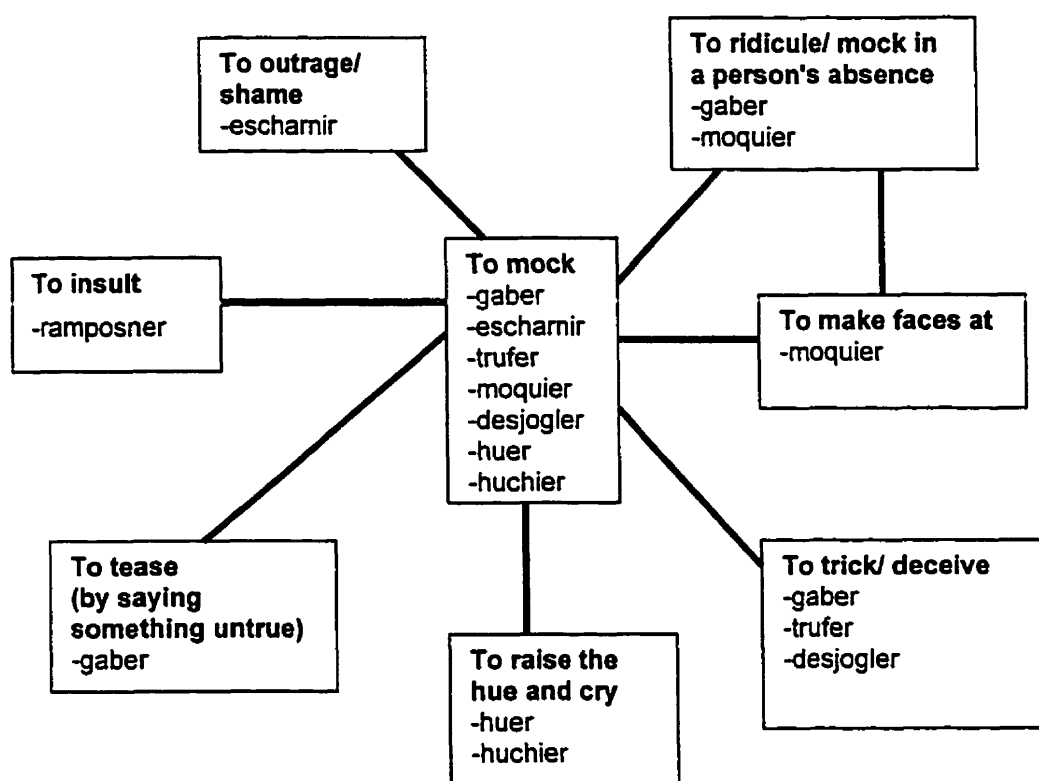 To outrage/
shame
-escharnir
To ridicule/ mock in
a person's absence
-gaber
-moquier
To insult
-ramposner
To mock
-gaber
-escharnir
-trufer
-moquier
-desjogler
-huer
-huchier
To make faces at
-moquier
To tease
(by saying
something untrue)
-gaber
To raise the
hue and cry
-huer
-huchier
To trick/ deceive
-gaber
-trufer
-desjogler